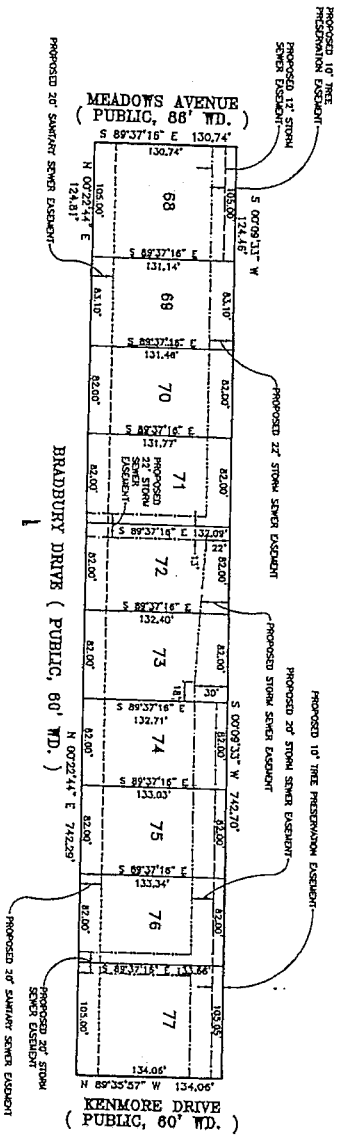 PROPOSED 10' TREE
PRESERVATION EASEMENT
PROPOSED 12' STORM
SEWER EASEMENT
PROPOSED 20' SANITARY SEWER EASEMENT
MEADOWS AVENUE
( PUBLIC, 86' WD. )
S 89°37'16" E 130.74'
130.74'
N 00°22'44" E
124.81'
S 00°09'33" W
124.46'
105.00'
68
105.00'
S 89°37'16" E
131.14'
83.10'
69
83.10'
S 89°37'16" E
131.46'
PROPOSED 22' STORM SEWER EASEMENT
82.00'
70
82.00'
S 89°37'16" E
131.77'
82.00'
71
82.00'
PROPOSED
22' STORM
SEWER
EASEMENT
S 89°37'16" E 132.09'
22'
13'
82.00'
72
82.00'
S 89°37'16" E
132.40'
PROPOSED STORM SEWER EASEMENT
82.00'
73
82.00'
18'
30'
S 89°37'16" E
132.71'
BRADBURY DRIVE ( PUBLIC, 60' WD. )
PROPOSED 20' STORM SEWER EASEMENT
PROPOSED 10' TREE PRESERVATION EASEMENT
N 00°22'44" E 742.29'
S 00°09'33" W 742.70'
82.00'
74
82.00'
S 89°37'16" E
133.03'
82.00'
75
82.00'
S 89°37'16" E
133.34'
82.00'
76
82.00'
S 89°37'16" E 133.66'
105.00'
77
105.05'
134.06'
N 89°35'57" W 134.06'
KENMORE DRIVE
( PUBLIC, 60' WD. )
PROPOSED 20' STORM
SEWER EASEMENT
PROPOSED 20' SANITARY SEWER EASEMENT